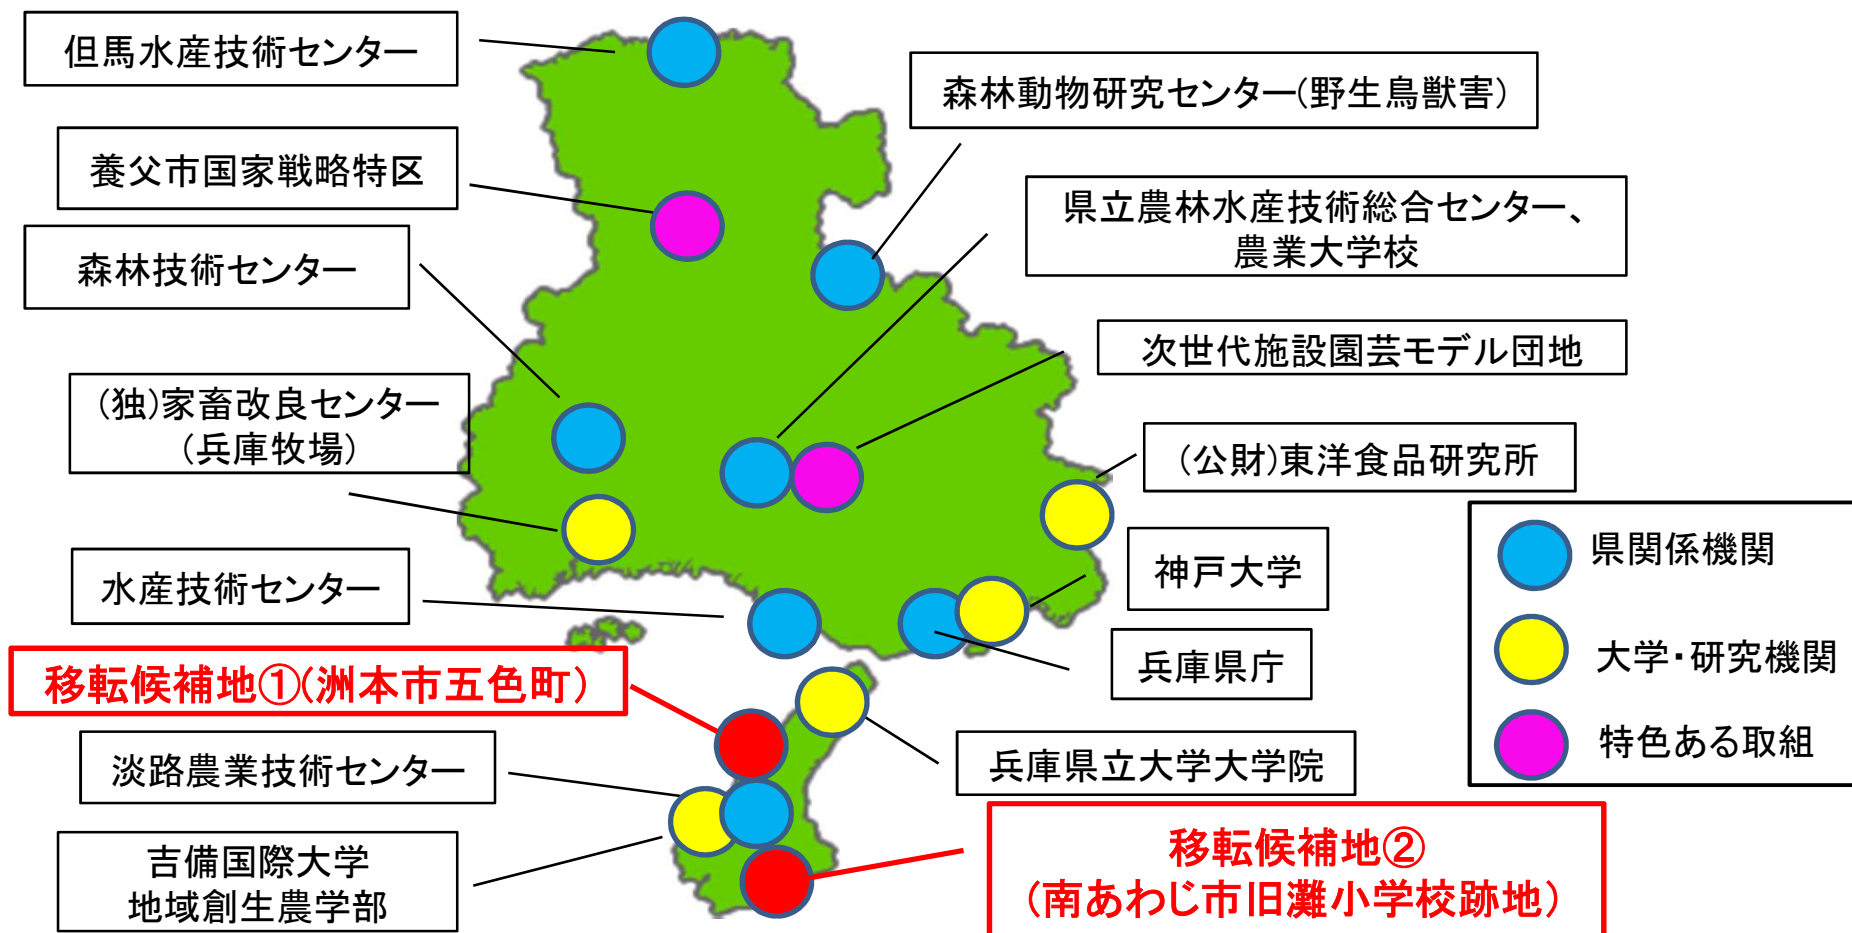 但馬水産技術センター
森林動物研究センター(野生鳥獣害)
養父市国家戦略特区
県立農林水産技術総合センター、
農業大学校
森林技術センター
次世代施設園芸モデル団地
(独)家畜改良センター
(兵庫牧場)
(公財)東洋食品研究所
県関係機関
神戸大学
水産技術センター
大学・研究機関
兵庫県庁
移転候補地①(洲本市五色町)
特色ある取組
兵庫県立大学大学院
淡路農業技術センター
移転候補地②
(南あわじ市旧灘小学校跡地)
吉備国際大学
地域創生農学部